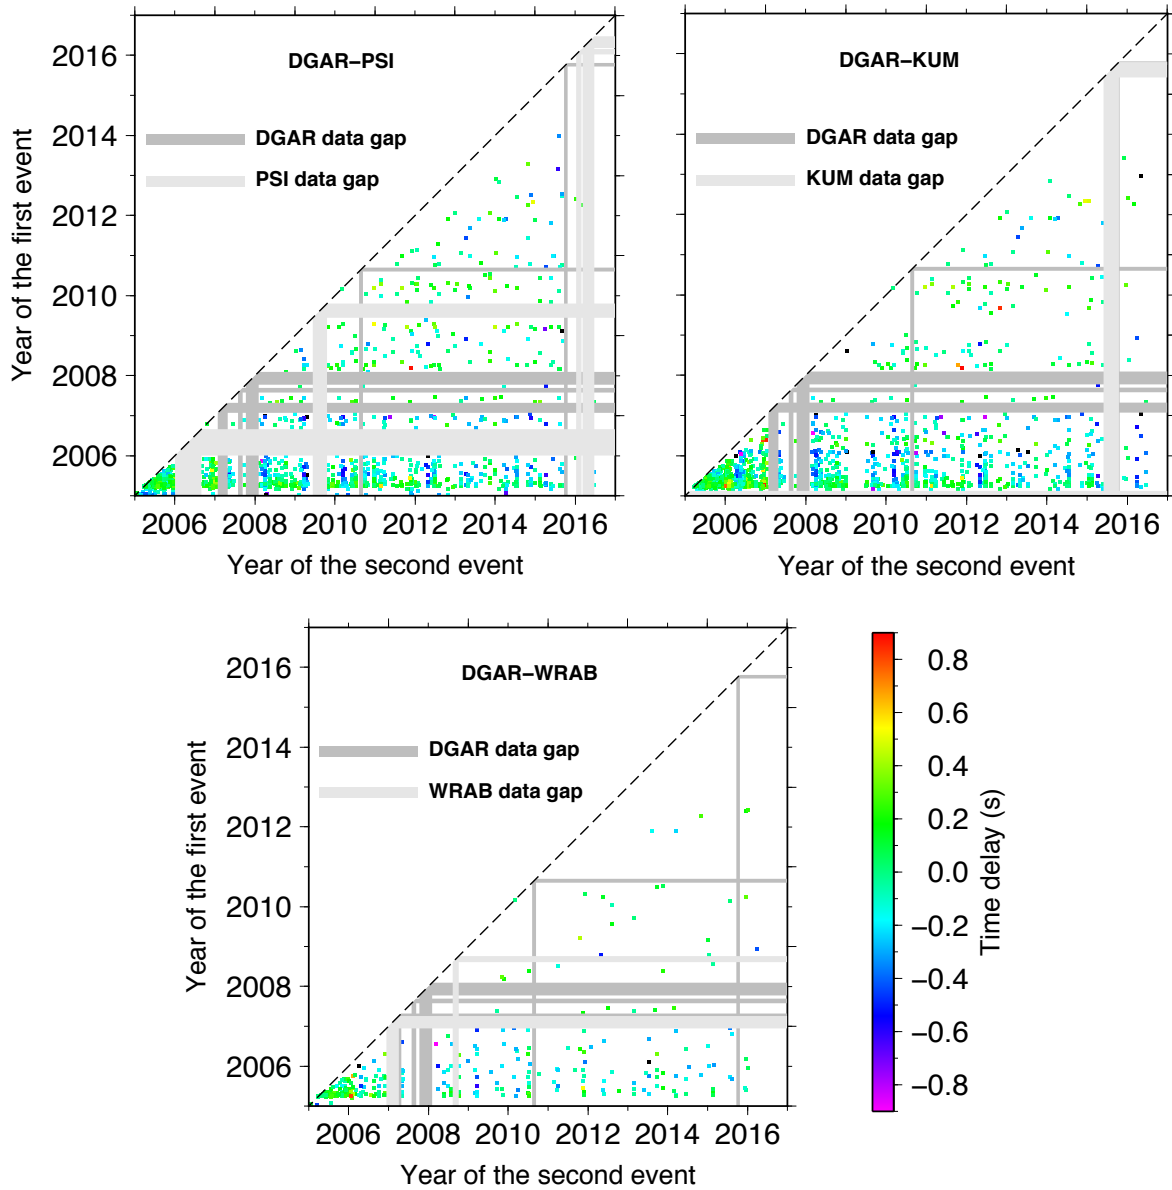 DGAR–PSI
DGAR data gap
PSI data gap
2016
2014
2012
2010
2008
2006
Year of the first event
2006 2008 2010 2012 2014 2016
Year of the second event
DGAR–KUM
DGAR data gap
KUM data gap
2006 2008 2010 2012 2014 2016
Year of the second event
DGAR–WRAB
DGAR data gap
WRAB data gap
2016
2014
2012
2010
2008
2006
Year of the first event
2006 2008 2010 2012 2014 2016
Year of the second event
0.8
0.6
0.4
0.2
0.0
−0.2
−0.4
−0.6
−0.8
Time delay (s)